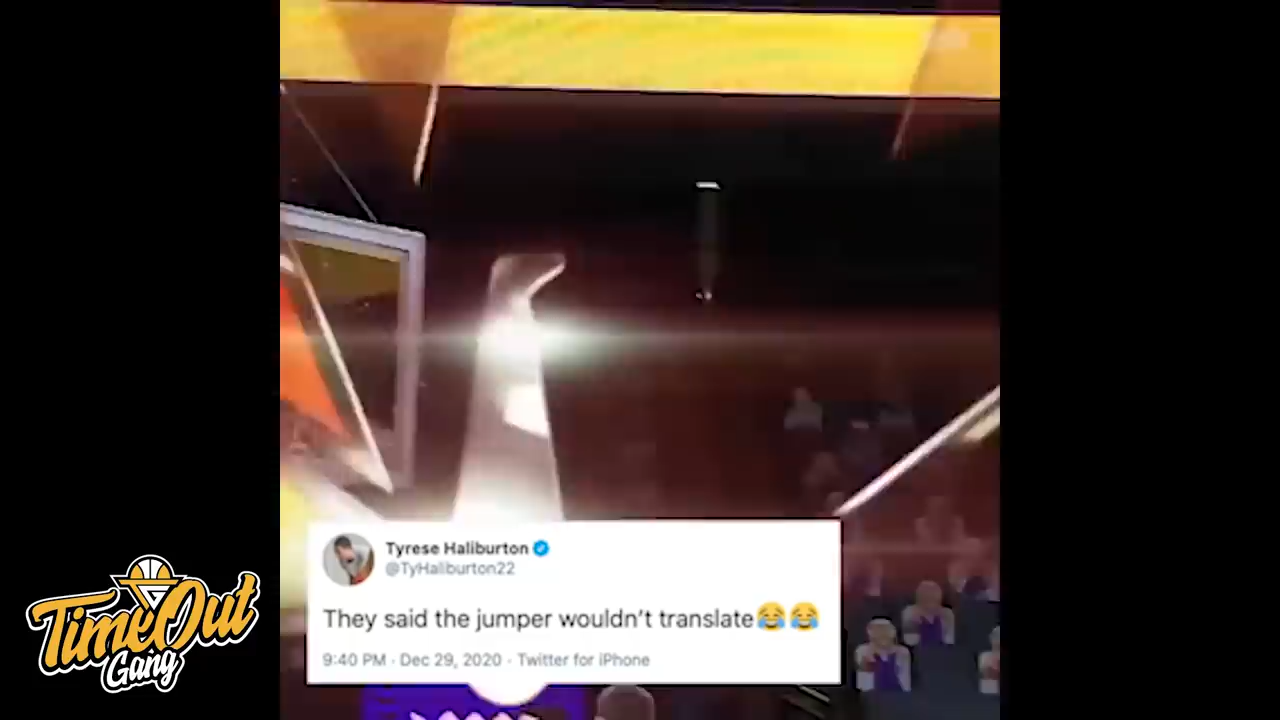 Tyrese Haliburton
@TyHaliburton22
They said the jumper wouldn't translate😂😂
9:40 PM · Dec 29, 2020 · Twitter for iPhone
TimeOut
Gang